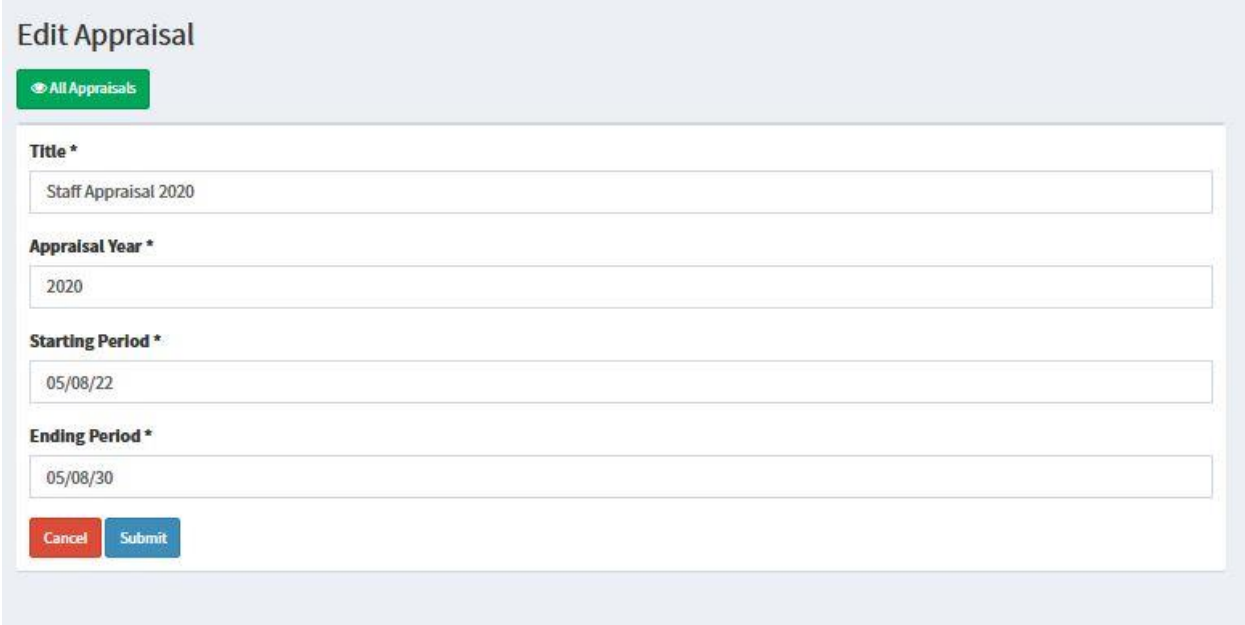 Edit Appraisal
All Appraisals
Title *
Staff Appraisal 2020
Appraisal Year *
2020
Starting Period *
05/08/22
Ending Period *
05/08/30
Cancel Submit